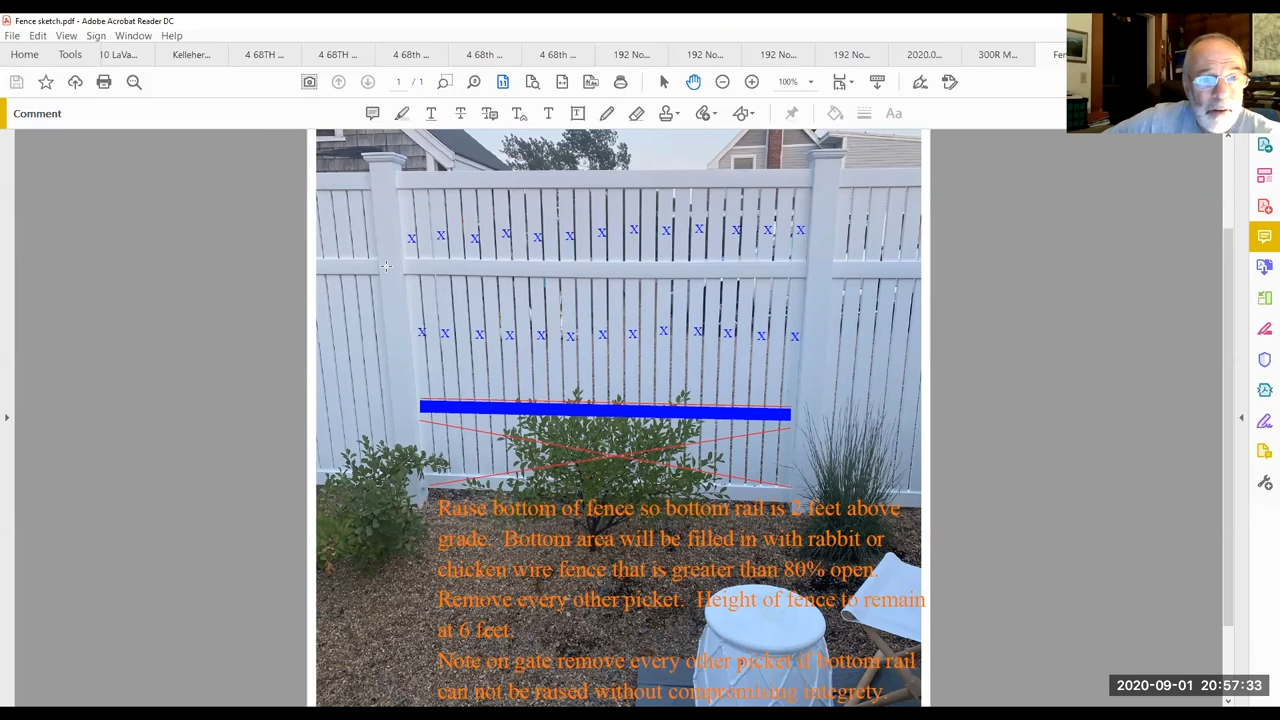 Fence sketch.pdf - Adobe Acrobat Reader DC
File Edit View Sign Window Help
Home Tools 10 LaVa... Kelleher... 4 68TH ... 4 68TH ... 4 68th ... 4 68th ... 4 68th ... 192 No... 192 No... 192 No... 192 No... 2020.0... 300R M... Fen
1 / 1 100%
Comment
Aa
X X X X X X X X X X X X X
X X X X X X X X X X X X X
Raise bottom of fence so bottom rail is 2 feet above
grade. Bottom area will be filled in with rabbit or
chicken wire fence that is greater than 80% open.
Remove every other picket. Height of fence to remain
at 6 feet.
Note on gate remove every other picket if bottom rail
can not be raised without compromising integrety.
2020-09-01 20:57:33